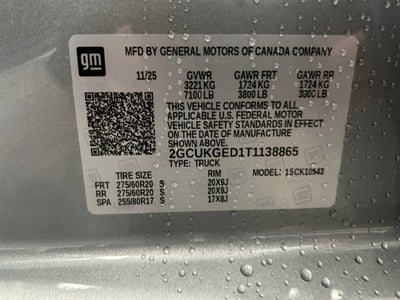 gm
MFD BY GENERAL MOTORS OF CANADA COMPANY
11/25 GVWR GAWR FRT GAWR RR
3221 KG 1724 KG 1724 KG
7100 LB 3800 LB 3800 LB
THIS VEHICLE CONFORMS TO ALL
APPLICABLE U.S. FEDERAL MOTOR
VEHICLE SAFETY STANDARDS IN EFFECT
ON THE DATE OF MANUFACTURE
SHOWN ABOVE.
2GCUKGED1T1138865
TYPE: TRUCK MODEL: 15CK10543
TIRE SIZE RIM
FRT 275/60R20 S 20X9J
RR 275/60R20 S 20X9J
SPA 255/80R17 S 17X8J